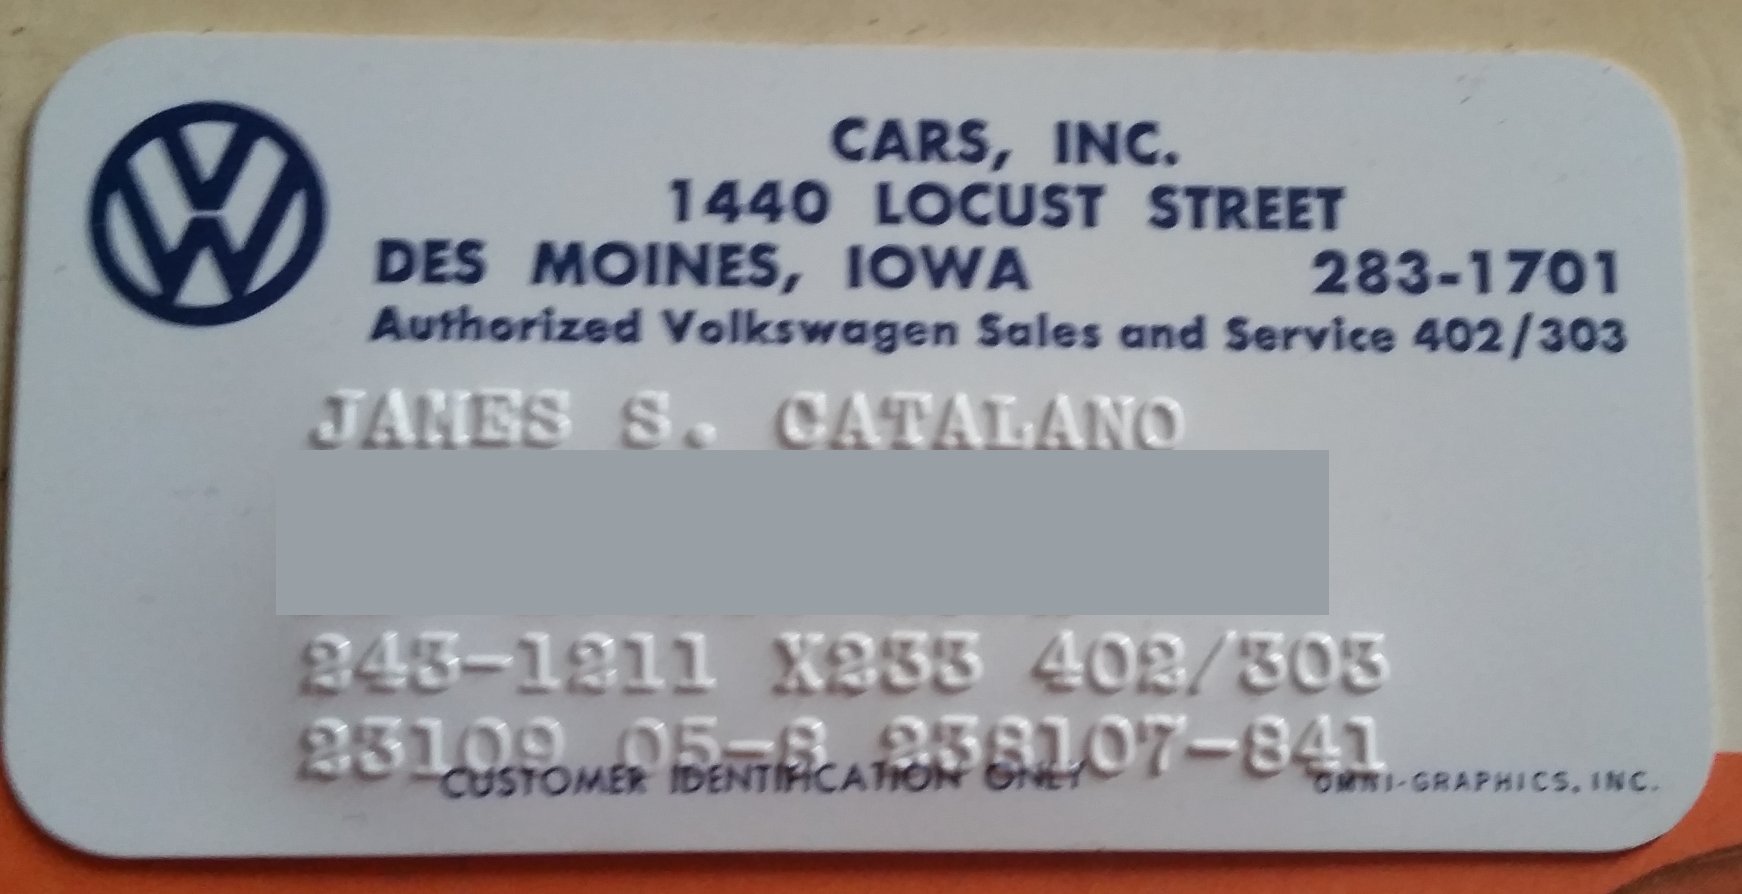 CARS, INC.
1440 LOCUST STREET
DES MOINES, IOWA 283-1701
Authorized Volkswagen Sales and Service 402/303
JAMES S. CATALANO
243-1211 X233 402/303
23109 05-8 238107-841
CUSTOMER IDENTIFICATION ONLY
OMNI-GRAPHICS, INC.